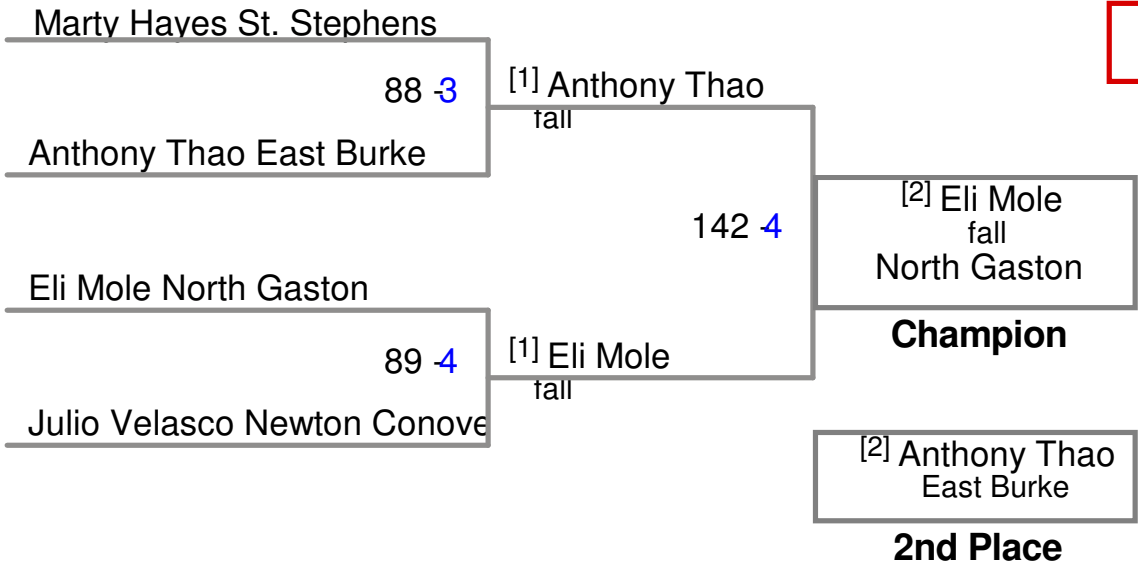 Marty Hayes St. Stephens
88 -3
[1] Anthony Thao
fall
Anthony Thao East Burke
142 -4
[2] Eli Mole
fall
North Gaston
Champion
Eli Mole North Gaston
89 -4
[1] Eli Mole
fall
Julio Velasco Newton Conove
[2] Anthony Thao
East Burke
2nd Place